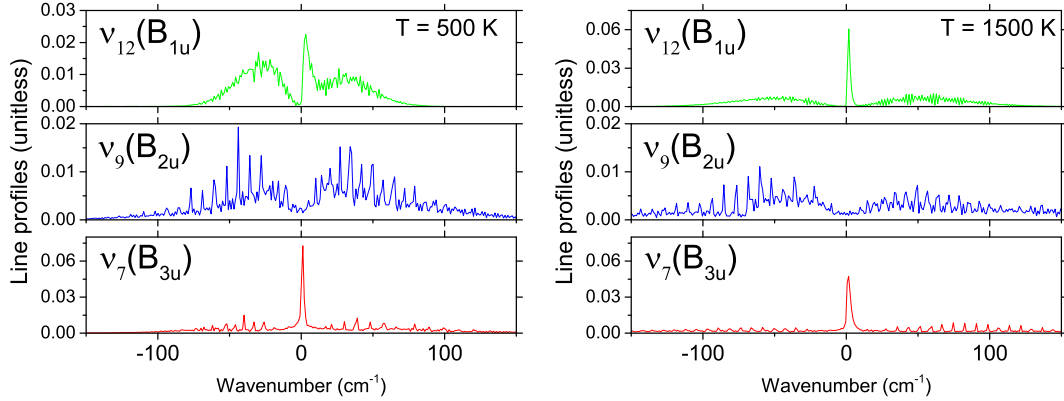 Line profiles (unitless)
0.03
0.02
0.01
0.00
ν12(B1u)
T = 500 K
0.02
0.01
0.00
ν9(B2u)
0.06
0.03
0.00
ν7(B3u)
-100 0 100
Wavenumber (cm-1)
Line profiles (unitless)
0.06
0.03
0.00
ν12(B1u)
T = 1500 K
0.02
0.01
0.00
ν9(B2u)
0.06
0.03
0.00
ν7(B3u)
-100 0 100
Wavenumber (cm-1)